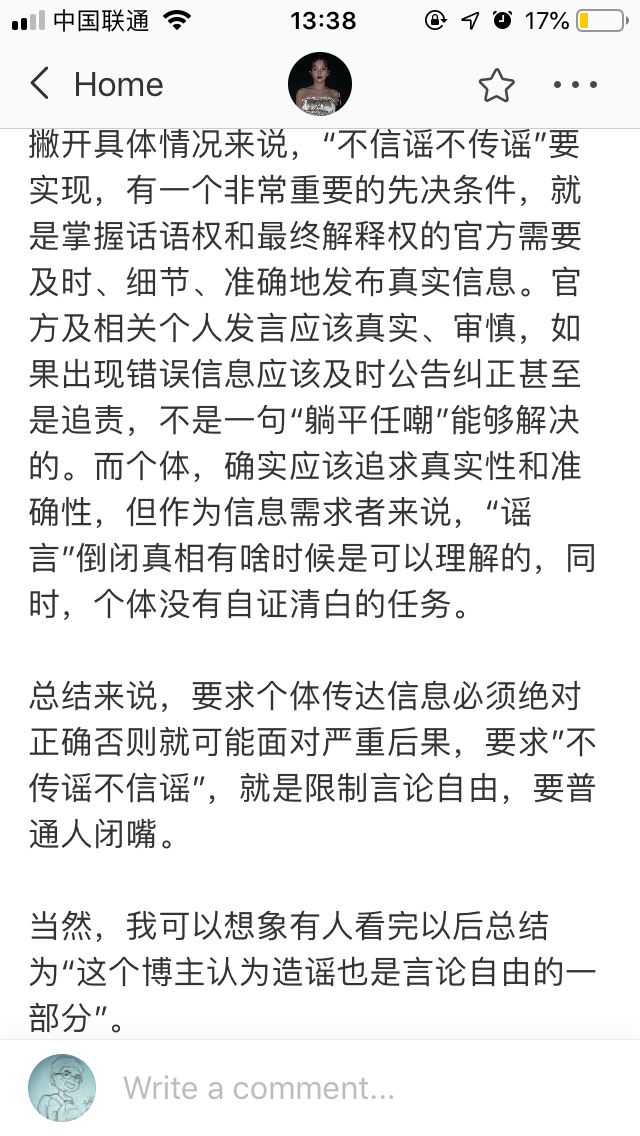 中国联通
13:38
17%
Home
撇开具体情况来说，“不信谣不传谣”要
实现，有一个非常重要的先决条件，就
是掌握话语权和最终解释权的官方需要
及时、细节、准确地发布真实信息。官
方及相关个人发言应该真实、审慎，如
果出现错误信息应该及时公告纠正甚至
是追责，不是一句“躺平任嘲”能够解决
的。而个体，确实应该追求真实性和准
确性，但作为信息需求者来说，“谣
言”倒闭真相有啥时候是可以理解的，同
时，个体没有自证清白的任务。
总结来说，要求个体传达信息必须绝对
正确否则就可能面对严重后果，要求”不
传谣不信谣”，就是限制言论自由，要普
通人闭嘴。
当然，我可以想象有人看完以后总结
为“这个博主认为造谣也是言论自由的一
部分”。
Write a comment...